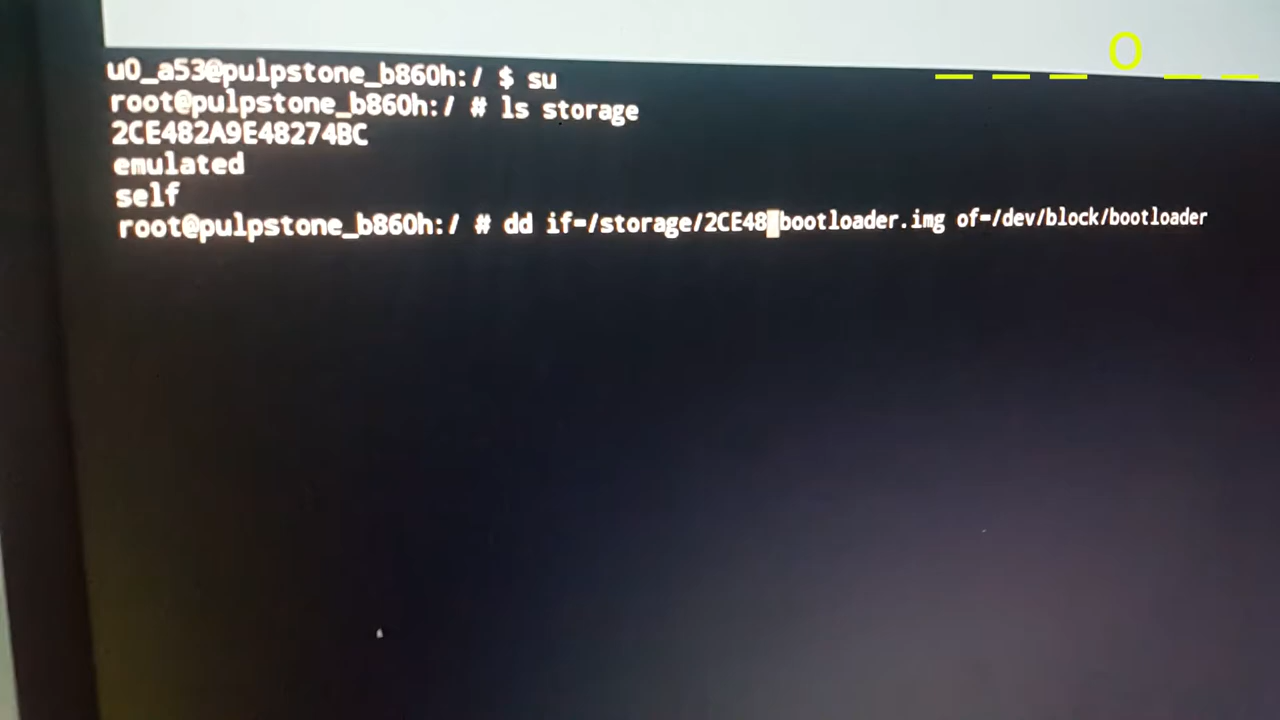 _ _ _ O _ _ _
u0_a53@pulpstone_b860h:/ $ su
root@pulpstone_b860h:/ # ls storage
2CE482A9E48274BC
emulated
self
root@pulpstone_b860h:/ # dd if=/storage/2CE48/bootloader.img of=/dev/block/bootloader